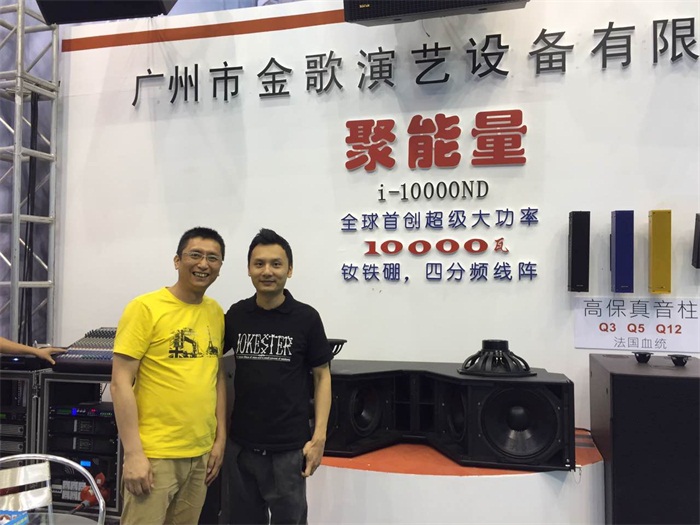 广州市金歌演艺设备有限
聚能量
i-10000ND
全球首创超级大功率
10000瓦
钕铁硼，四分频线阵
高保真音柱
Q3 Q5 Q12
法国血统
JOKESTER